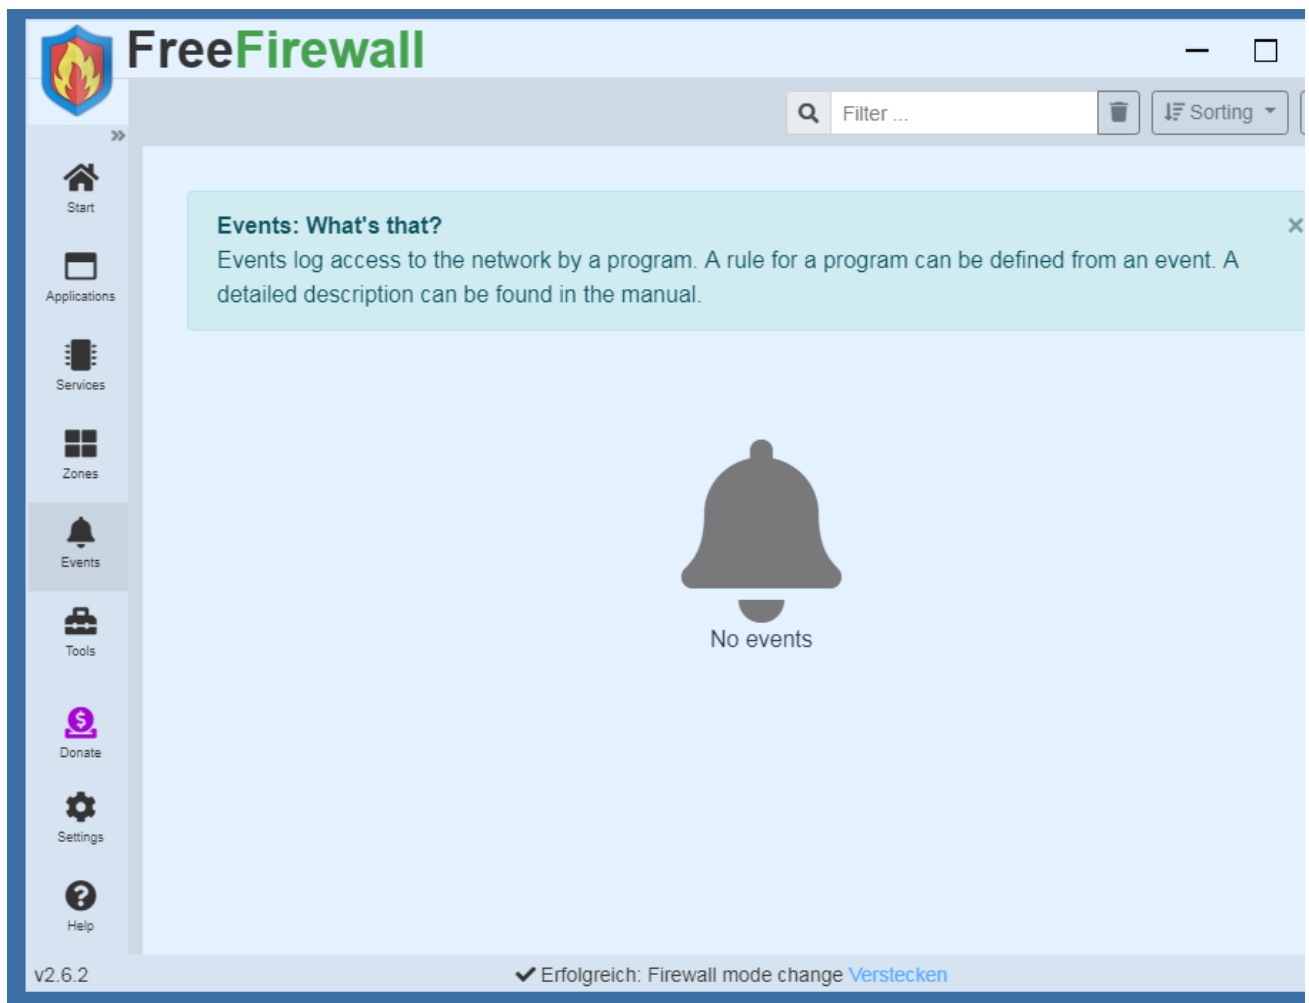 FreeFirewall
Filter ...
Sorting
Start
Applications
Services
Zones
Events
Tools
Donate
Settings
Help
Events: What's that?
Events log access to the network by a program. A rule for a program can be defined from an event. A
detailed description can be found in the manual.
No events
v2.6.2
Erfolgreich: Firewall mode change Verstecken